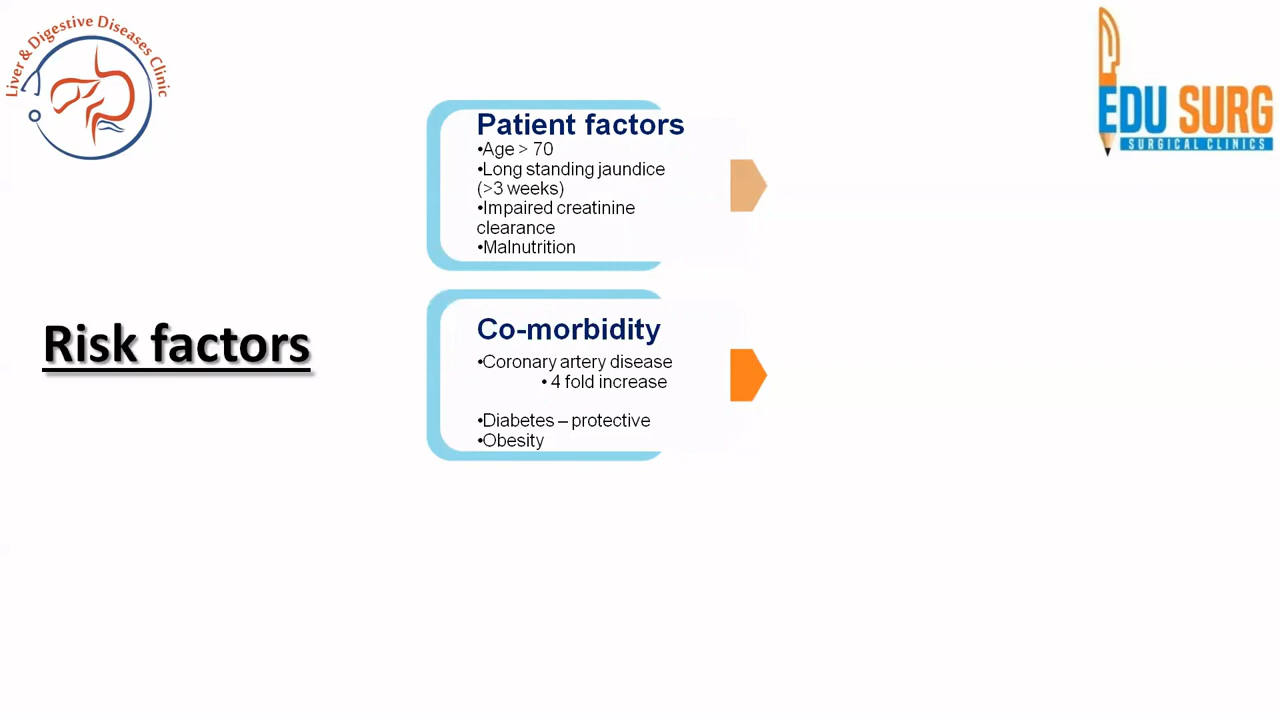 Liver & Digestive Diseases Clinic
EDU SURG
SURGICAL CLINICS
Risk factors
Patient factors
•Age > 70
•Long standing jaundice
(>3 weeks)
•Impaired creatinine
clearance
•Malnutrition
Co-morbidity
•Coronary artery disease
• 4 fold increase
•Diabetes – protective
•Obesity